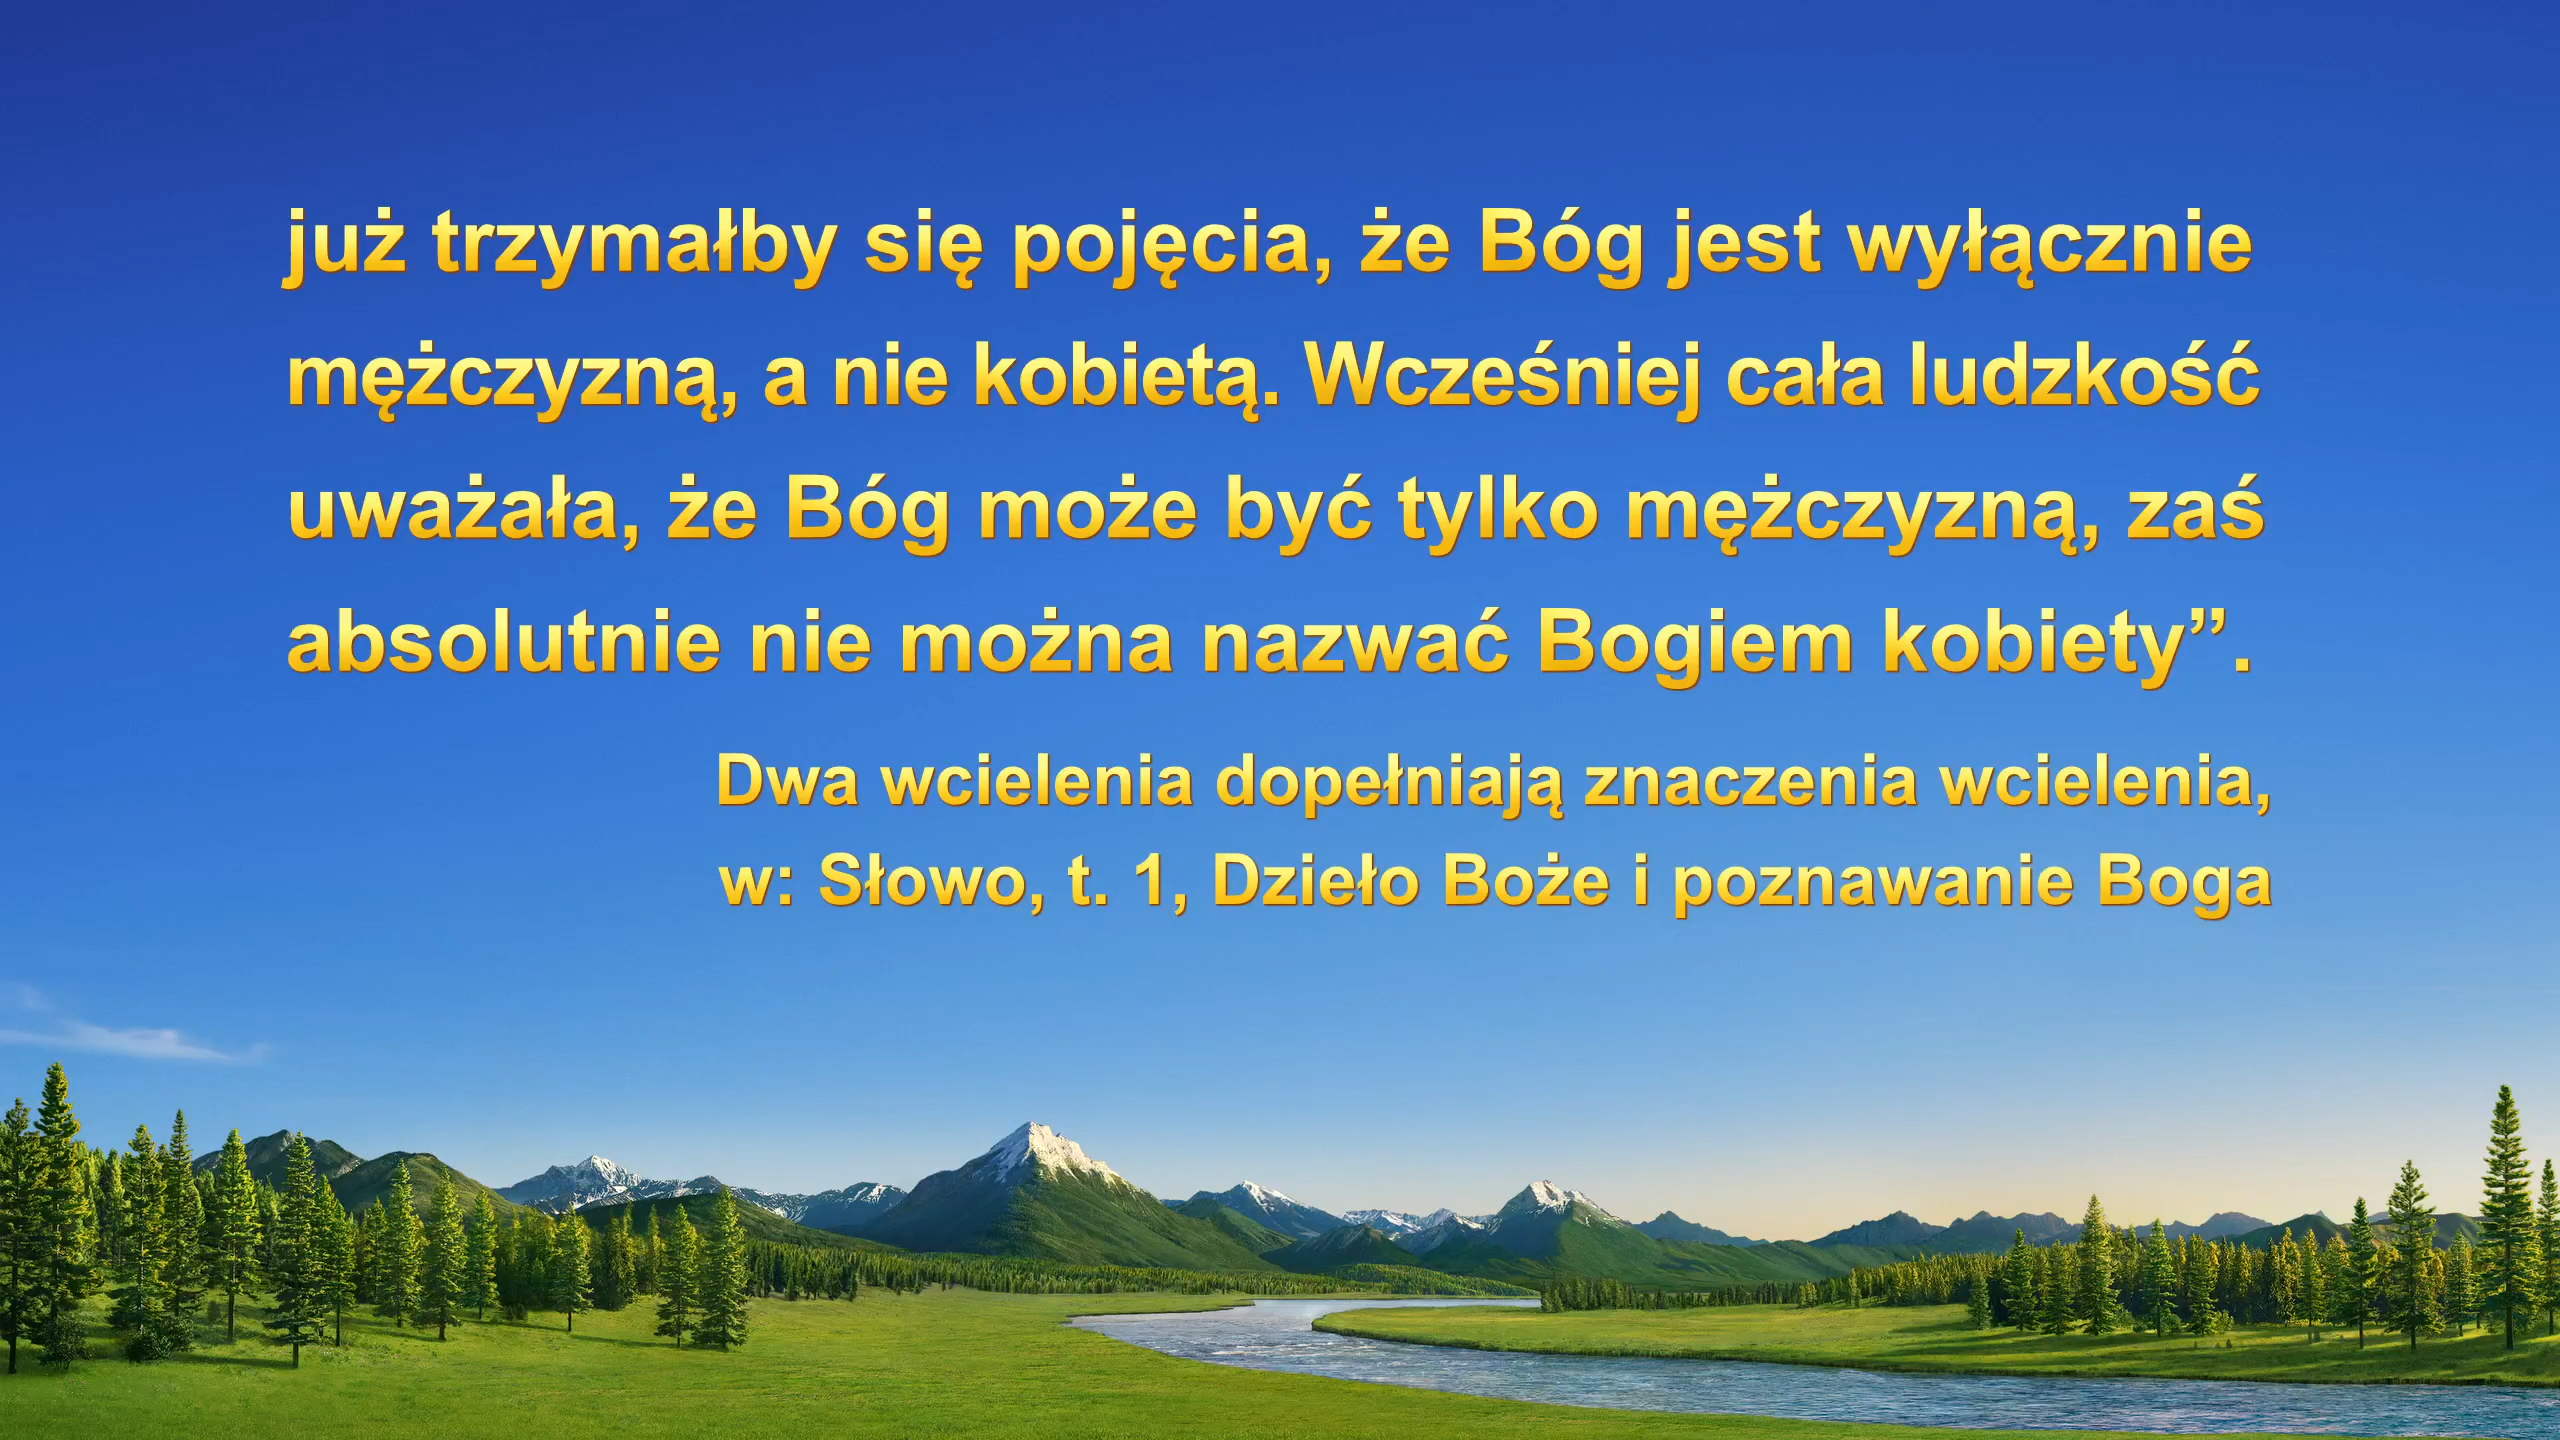 już trzymałby się pojęcia, że Bóg jest wyłącznie
mężczyzną, a nie kobietą. Wcześniej cała ludzkość
uważała, że Bóg może być tylko mężczyzną, zaś
absolutnie nie można nazwać Bogiem kobiety”.
Dwa wcielenia dopełniają znaczenia wcielenia,
w: Słowo, t. 1, Dzieło Boże i poznawanie Boga